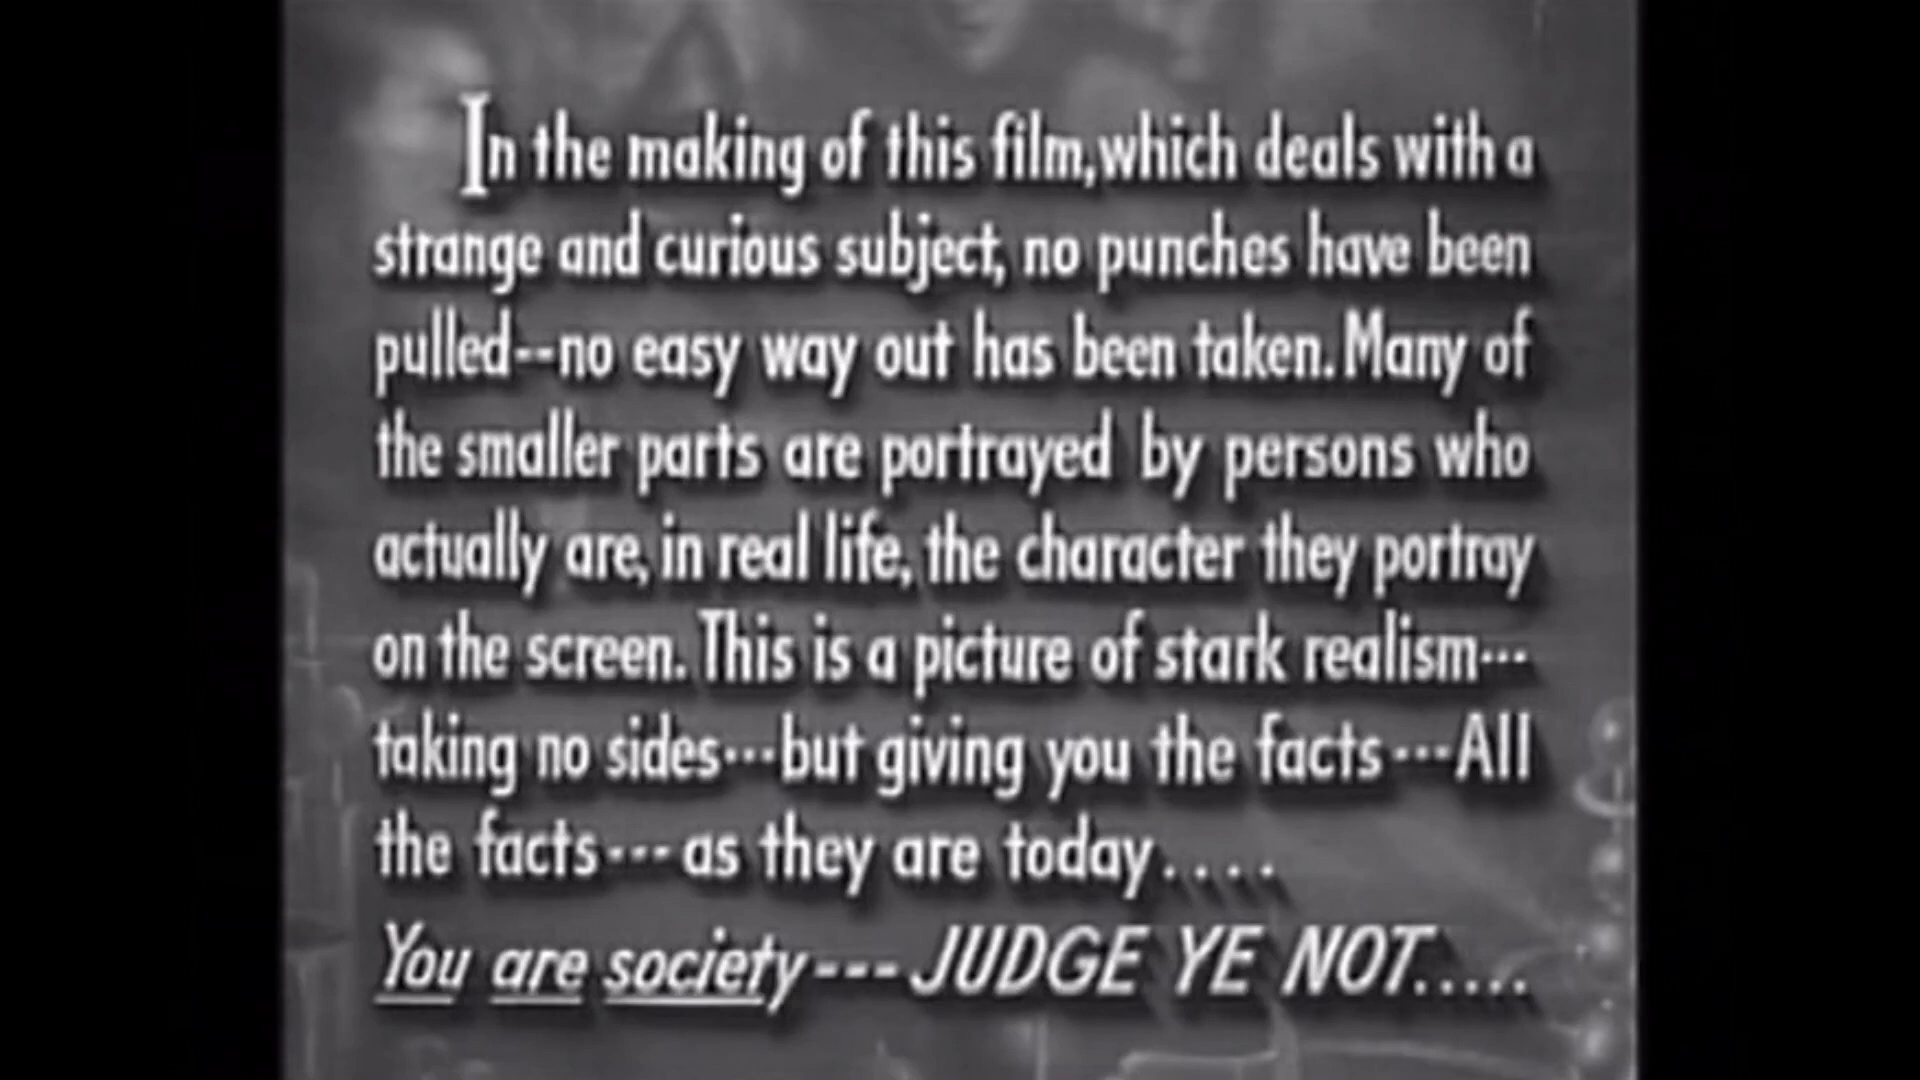 In the making of this film, which deals with a
strange and curious subject, no punches have been
pulled--no easy way out has been taken. Many of
the smaller parts are portrayed by persons who
actually are, in real life, the character they portray
on the screen. This is a picture of stark realism---
taking no sides---but giving you the facts---All
the facts---as they are today....
You are society---JUDGE YE NOT.....